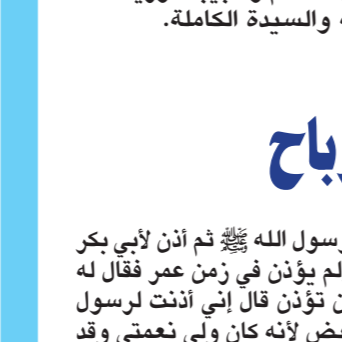 والسيدة الكاملة.
رباح
رسول الله ﷺ ثم أذن لأبي بكر
لم يؤذن في زمن عمر فقال له
تؤذن قال إني أذنت لرسول
لأنه كان ولي نعمتي وقد